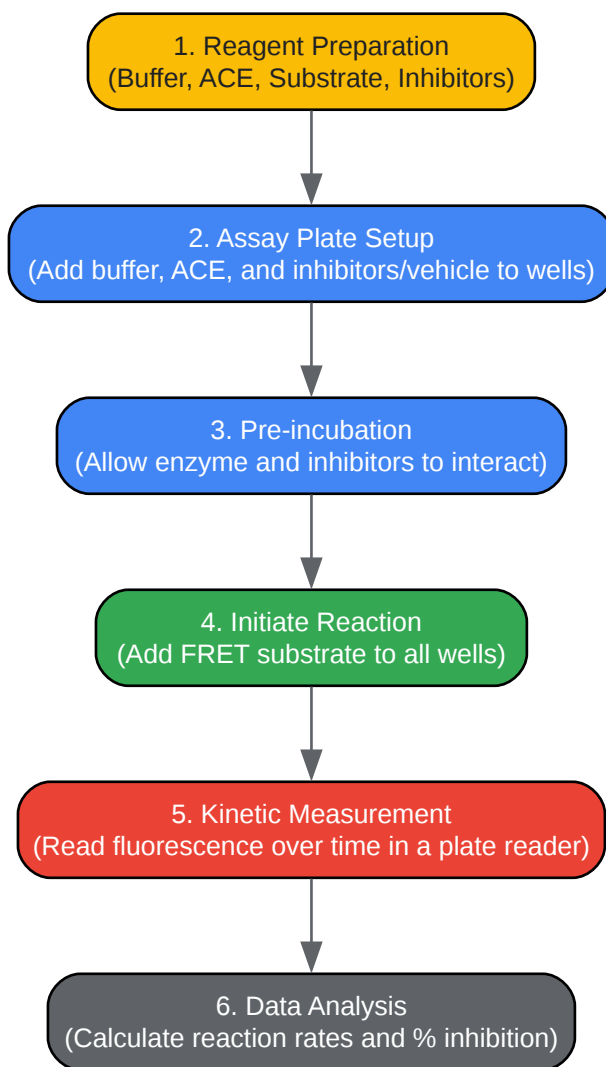 1. Reagent Preparation
(Buffer, ACE, Substrate, Inhibitors)
2. Assay Plate Setup
(Add buffer, ACE, and inhibitors/vehicle to wells)
3. Pre-incubation
(Allow enzyme and inhibitors to interact)
4. Initiate Reaction
(Add FRET substrate to all wells)
5. Kinetic Measurement
(Read fluorescence over time in a plate reader)
6. Data Analysis
(Calculate reaction rates and % inhibition)